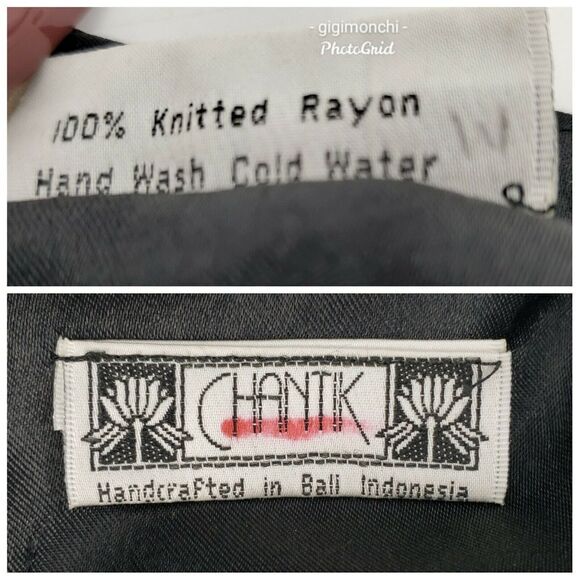 - gigimonchi -
PhotoGrid
100% Knitted Rayon
Hand Wash Cold Water
CHANTIK
Handcrafted in Bali Indonesia